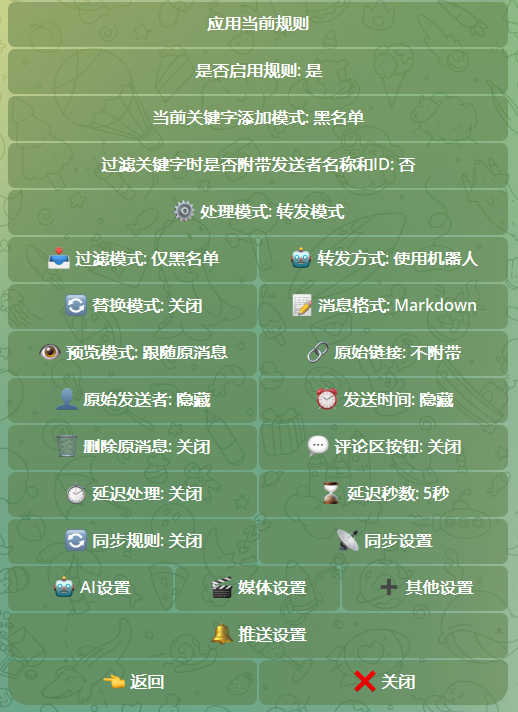 应用当前规则
是否启用规则: 是
当前关键字添加模式: 黑名单
过滤关键字时是否附带发送者名称和ID: 否
⚙️ 处理模式: 转发模式
📥 过滤模式: 仅黑名单 🤖 转发方式: 使用机器人
🔄 替换模式: 关闭 📝 消息格式: Markdown
👁️ 预览模式: 跟随原消息 🔗 原始链接: 不附带
👤 原始发送者: 隐藏 ⏰ 发送时间: 隐藏
🗑️ 删除原消息: 关闭 💬 评论区按钮: 关闭
⏱️ 延迟处理: 关闭 ⌛ 延迟秒数: 5秒
🔄 同步规则: 关闭 📡 同步设置
🤖 AI设置 🎬 媒体设置 ➕ 其他设置
🔔 推送设置
👈 返回 ❌ 关闭